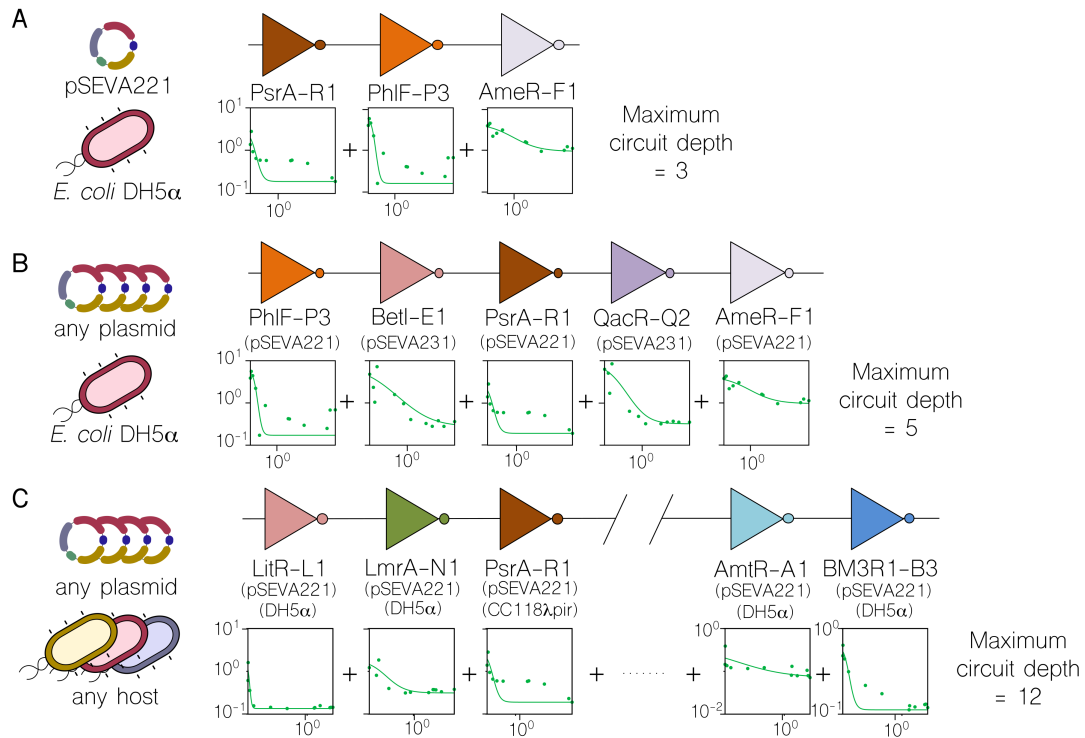 A
pSEVA221
E. coli DH5α
PsrA-R1
PhlF-P3
AmeR-F1
10¹
10⁰
10⁻¹
10⁰
+
10⁰
+
10⁰
Maximum
circuit depth
= 3
B
any plasmid
E. coli DH5α
PhlF-P3
(pSEVA221)
BetI-E1
(pSEVA231)
PsrA-R1
(pSEVA221)
QacR-Q2
(pSEVA231)
AmeR-F1
(pSEVA221)
10¹
10⁰
10⁻¹
10⁰
+
10⁰
+
10⁰
+
10⁰
+
10⁰
Maximum
circuit depth
= 5
C
any plasmid
any host
LitR-L1
(pSEVA221)
(DH5α)
LmrA-N1
(pSEVA221)
(DH5α)
PsrA-R1
(pSEVA221)
(CC118λpir)
AmtR-A1
(pSEVA221)
(DH5α)
BM3R1-B3
(pSEVA221)
(DH5α)
10¹
10⁰
10⁻¹
10⁰
+
10⁰
+
10⁰
+
.......
+
10⁰
10⁻²
10⁰
+
10⁰
10⁻¹
10⁰
Maximum
circuit depth
= 12